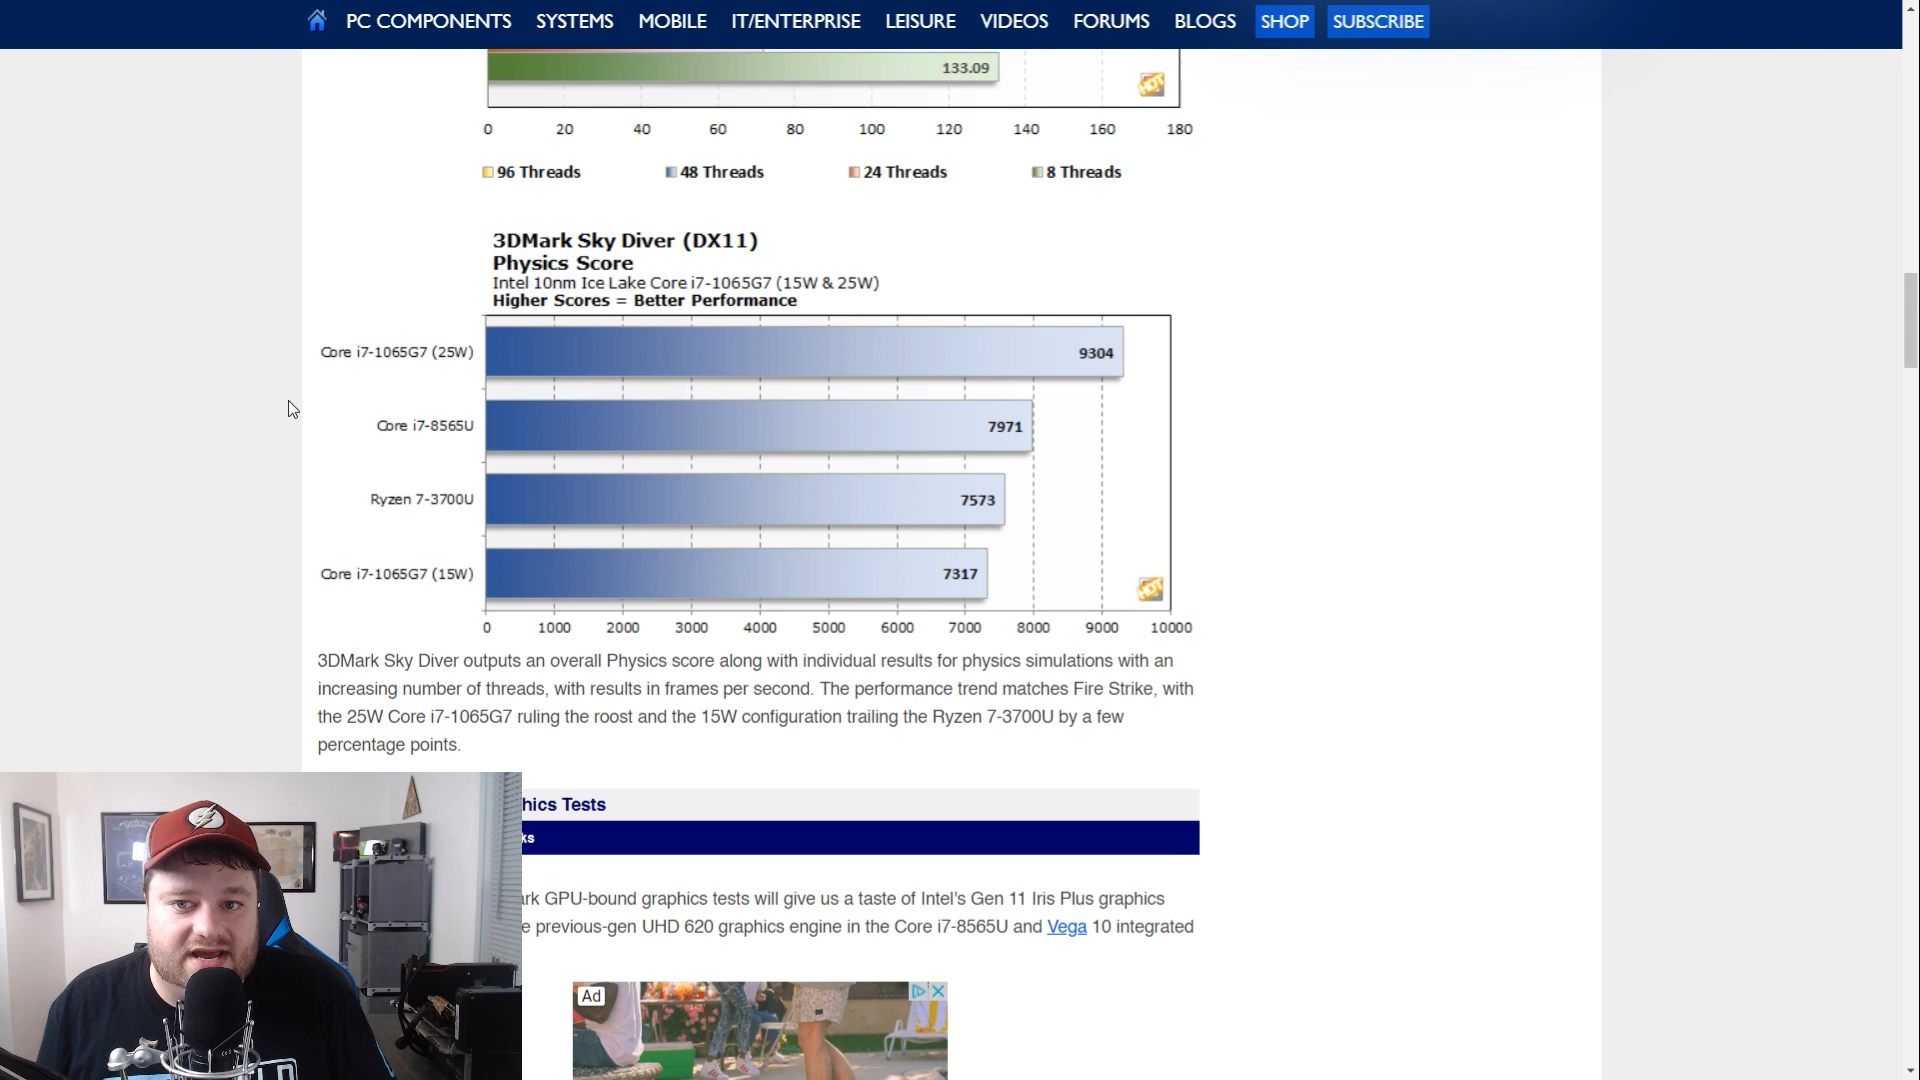 PC COMPONENTS SYSTEMS MOBILE IT/ENTERPRISE LEISURE VIDEOS FORUMS BLOGS SHOP SUBSCRIBE
133.09
HOT
0 20 40 60 80 100 120 140 160 180
96 Threads 48 Threads 24 Threads 8 Threads
3DMark Sky Diver (DX11)
Physics Score
Intel 10nm Ice Lake Core i7-1065G7 (15W & 25W)
Higher Scores = Better Performance
Core i7-1065G7 (25W) 9304
Core i7-8565U 7971
Ryzen 7-3700U 7573
Core i7-1065G7 (15W) 7317
HOT
0 1000 2000 3000 4000 5000 6000 7000 8000 9000 10000
3DMark Sky Diver outputs an overall Physics score along with individual results for physics simulations with an
increasing number of threads, with results in frames per second. The performance trend matches Fire Strike, with
the 25W Core i7-1065G7 ruling the roost and the 15W configuration trailing the Ryzen 7-3700U by a few
percentage points.
hics Tests
ks
rk GPU-bound graphics tests will give us a taste of Intel's Gen 11 Iris Plus graphics
e previous-gen UHD 620 graphics engine in the Core i7-8565U and Vega 10 integrated
Ad